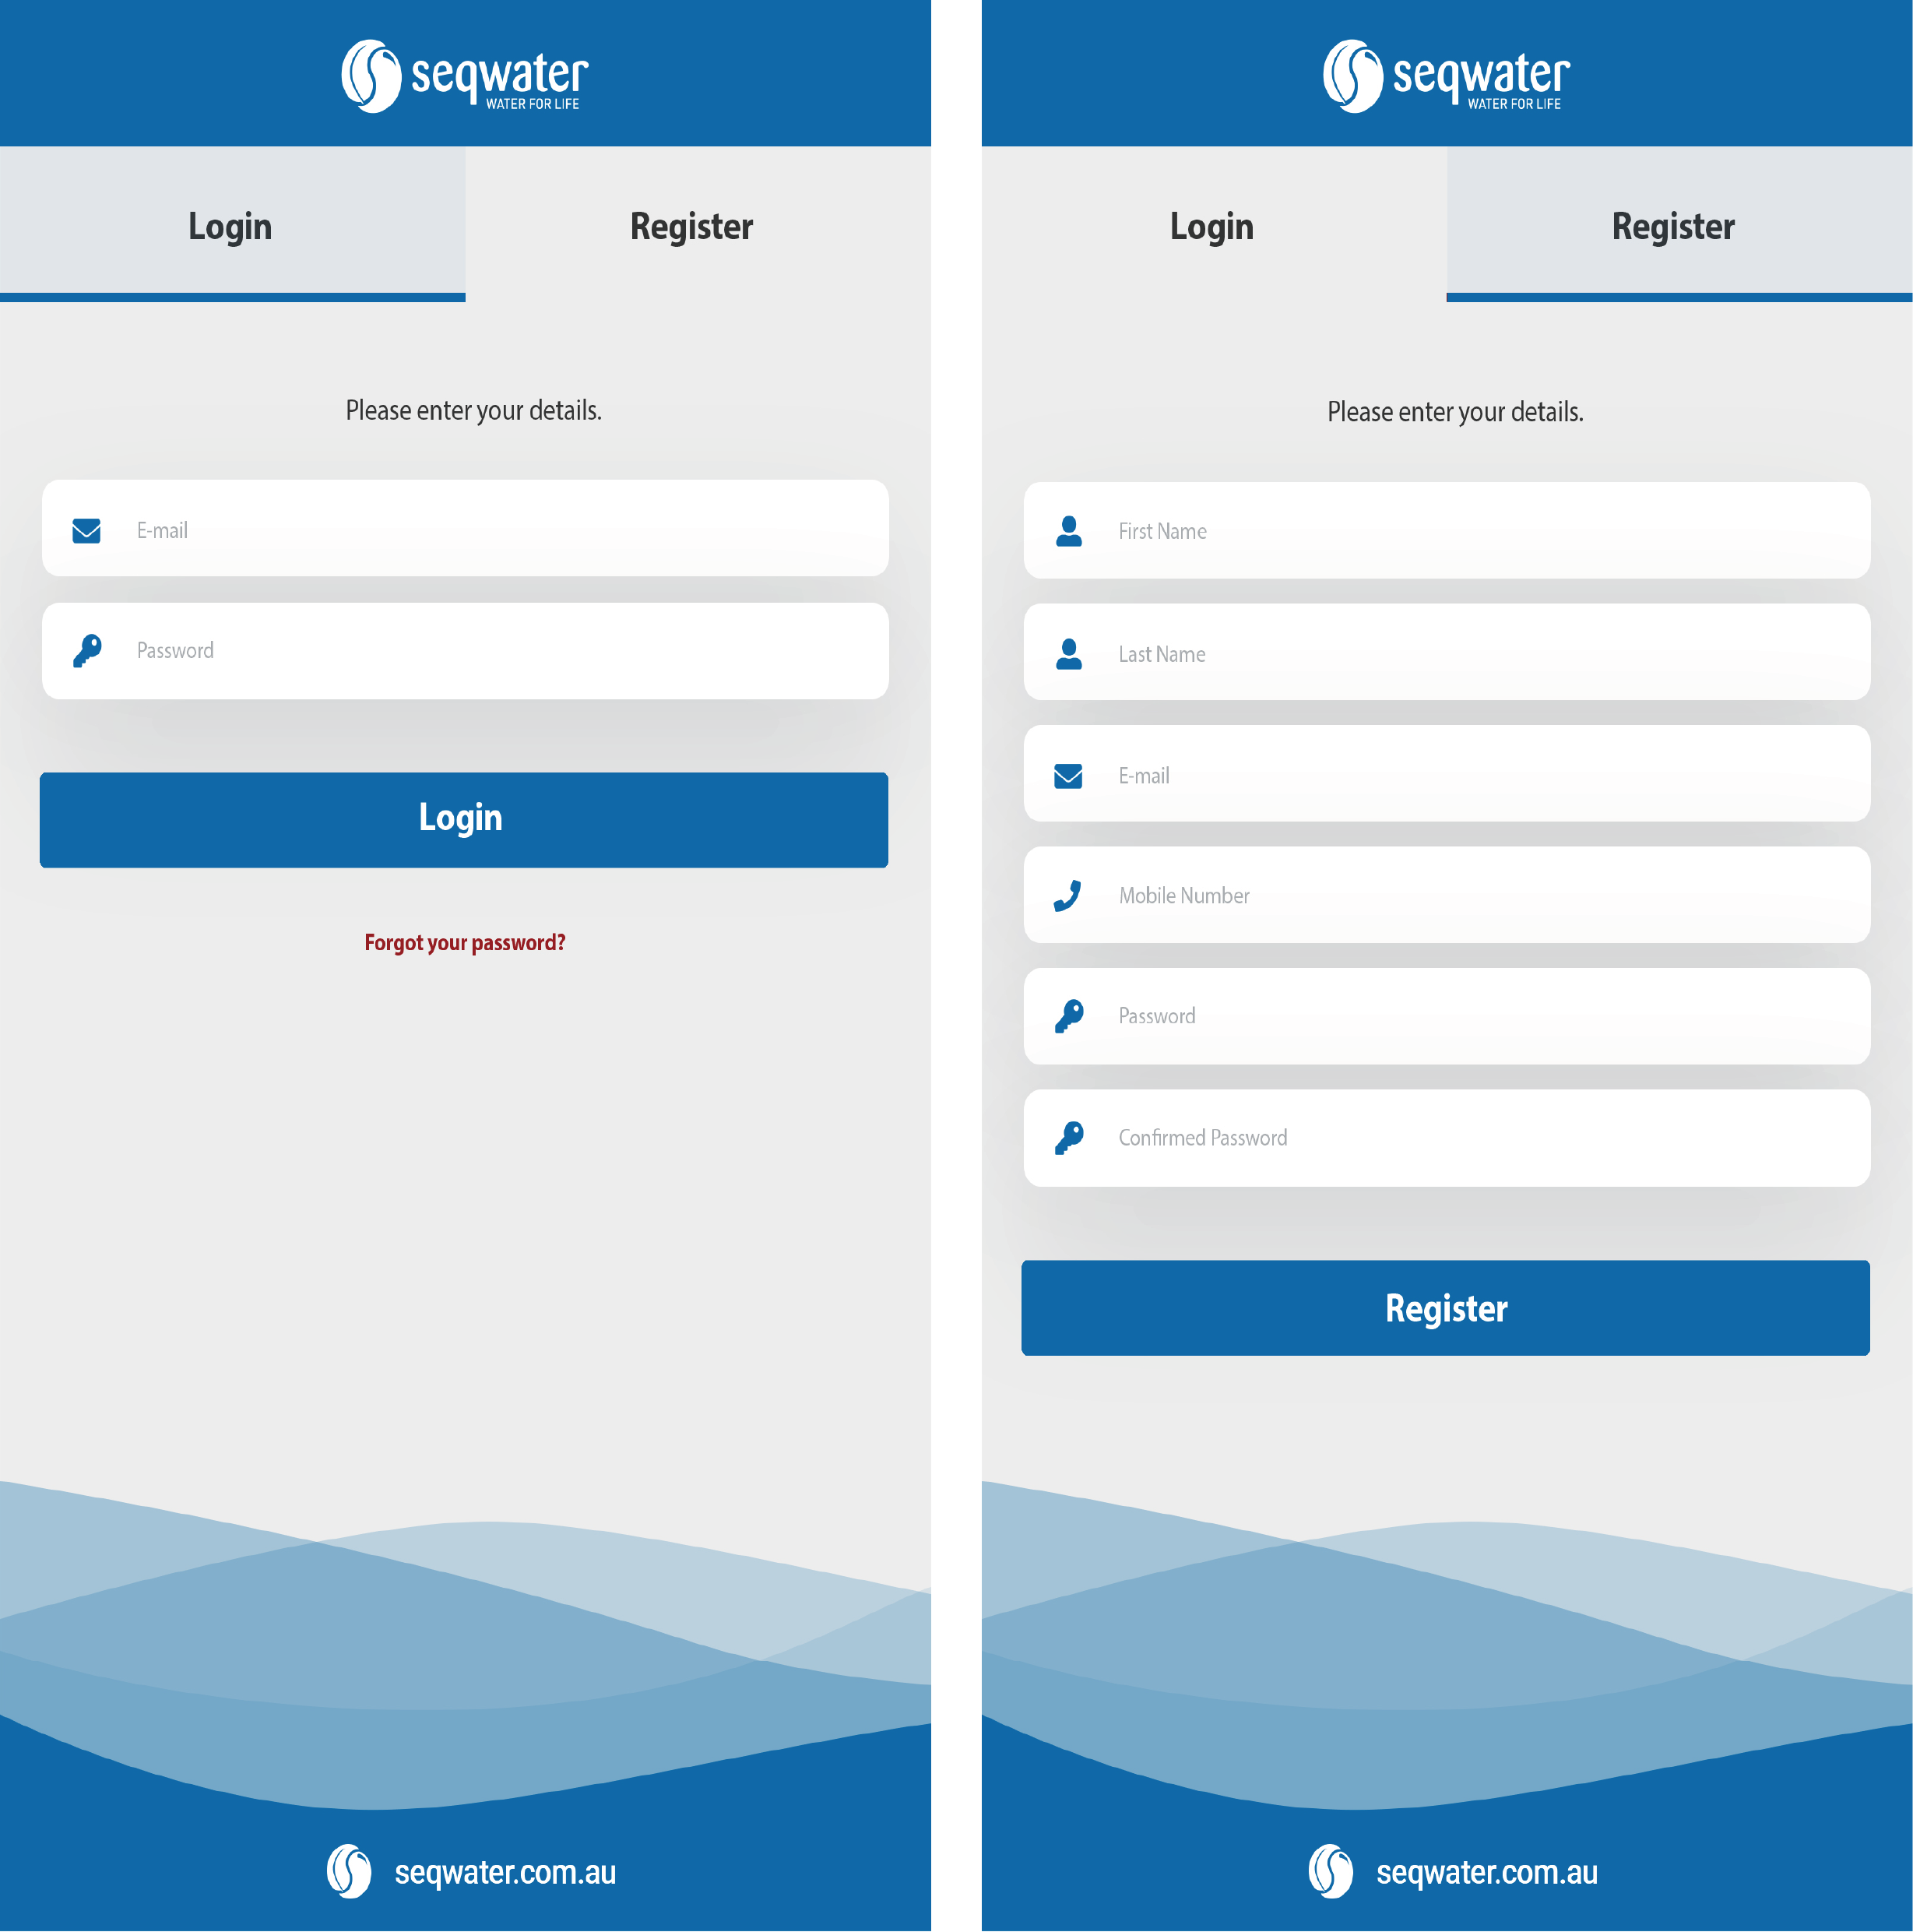 seqwater
WATER FOR LIFE
Login
Register
Please enter your details.
E-mail
Password
Login
Forgot your password?
seqwater.com.au
seqwater
WATER FOR LIFE
Login
Register
Please enter your details.
First Name
Last Name
E-mail
Mobile Number
Password
Confirmed Password
Register
seqwater.com.au